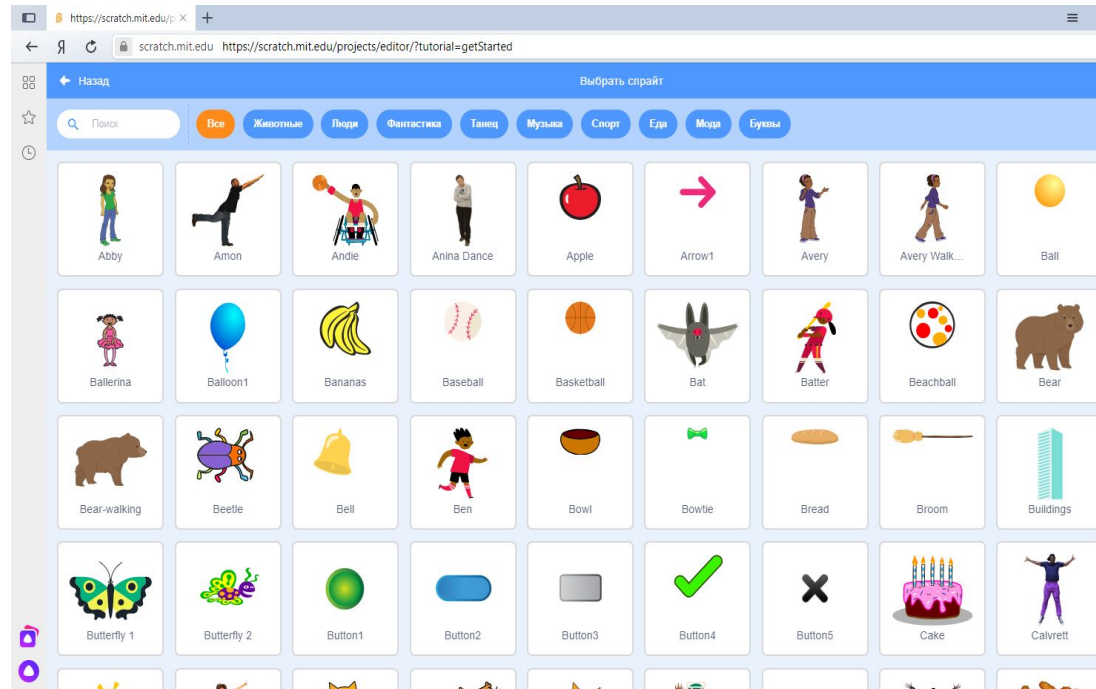 https://scratch.mit.edu/p
Я scratch.mit.edu https://scratch.mit.edu/projects/editor/?tutorial=getStarted
Назад Выбрать спрайт
Поиск Все Животные Люди Фантастика Танец Музыка Спорт Еда Мода Буквы
Abby Amon Andie Anina Dance Apple Arrow1 Avery Avery Walk... Ball
Ballerina Balloon1 Bananas Baseball Basketball Bat Batter Beachball Bear
Bear-walking Beetle Bell Ben Bowl Bowtie Bread Broom Buildings
Butterfly 1 Butterfly 2 Button1 Button2 Button3 Button4 Button5 Cake Calvrett